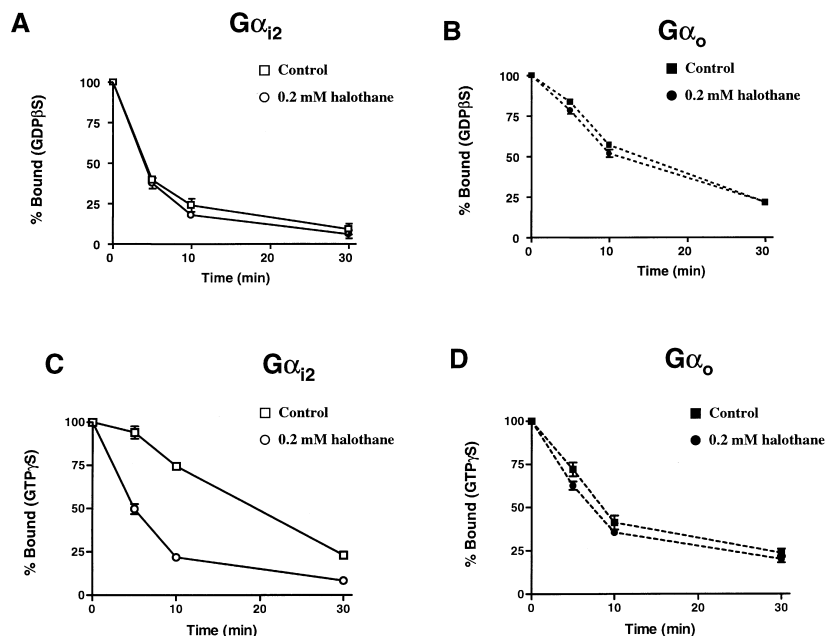 A
Gαi2
Control
0.2 mM halothane
% Bound (GDPβS)
100
75
50
25
0
0
10
20
30
Time (min)
B
Gαo
Control
0.2 mM halothane
% Bound (GDPβS)
100
75
50
25
0
0
10
20
30
Time (min)
C
Gαi2
Control
0.2 mM halothane
% Bound (GTPγS)
100
75
50
25
0
0
10
20
30
Time (min)
D
Gαo
Control
0.2 mM halothane
% Bound (GTPγS)
100
75
50
25
0
0
10
20
30
Time (min)